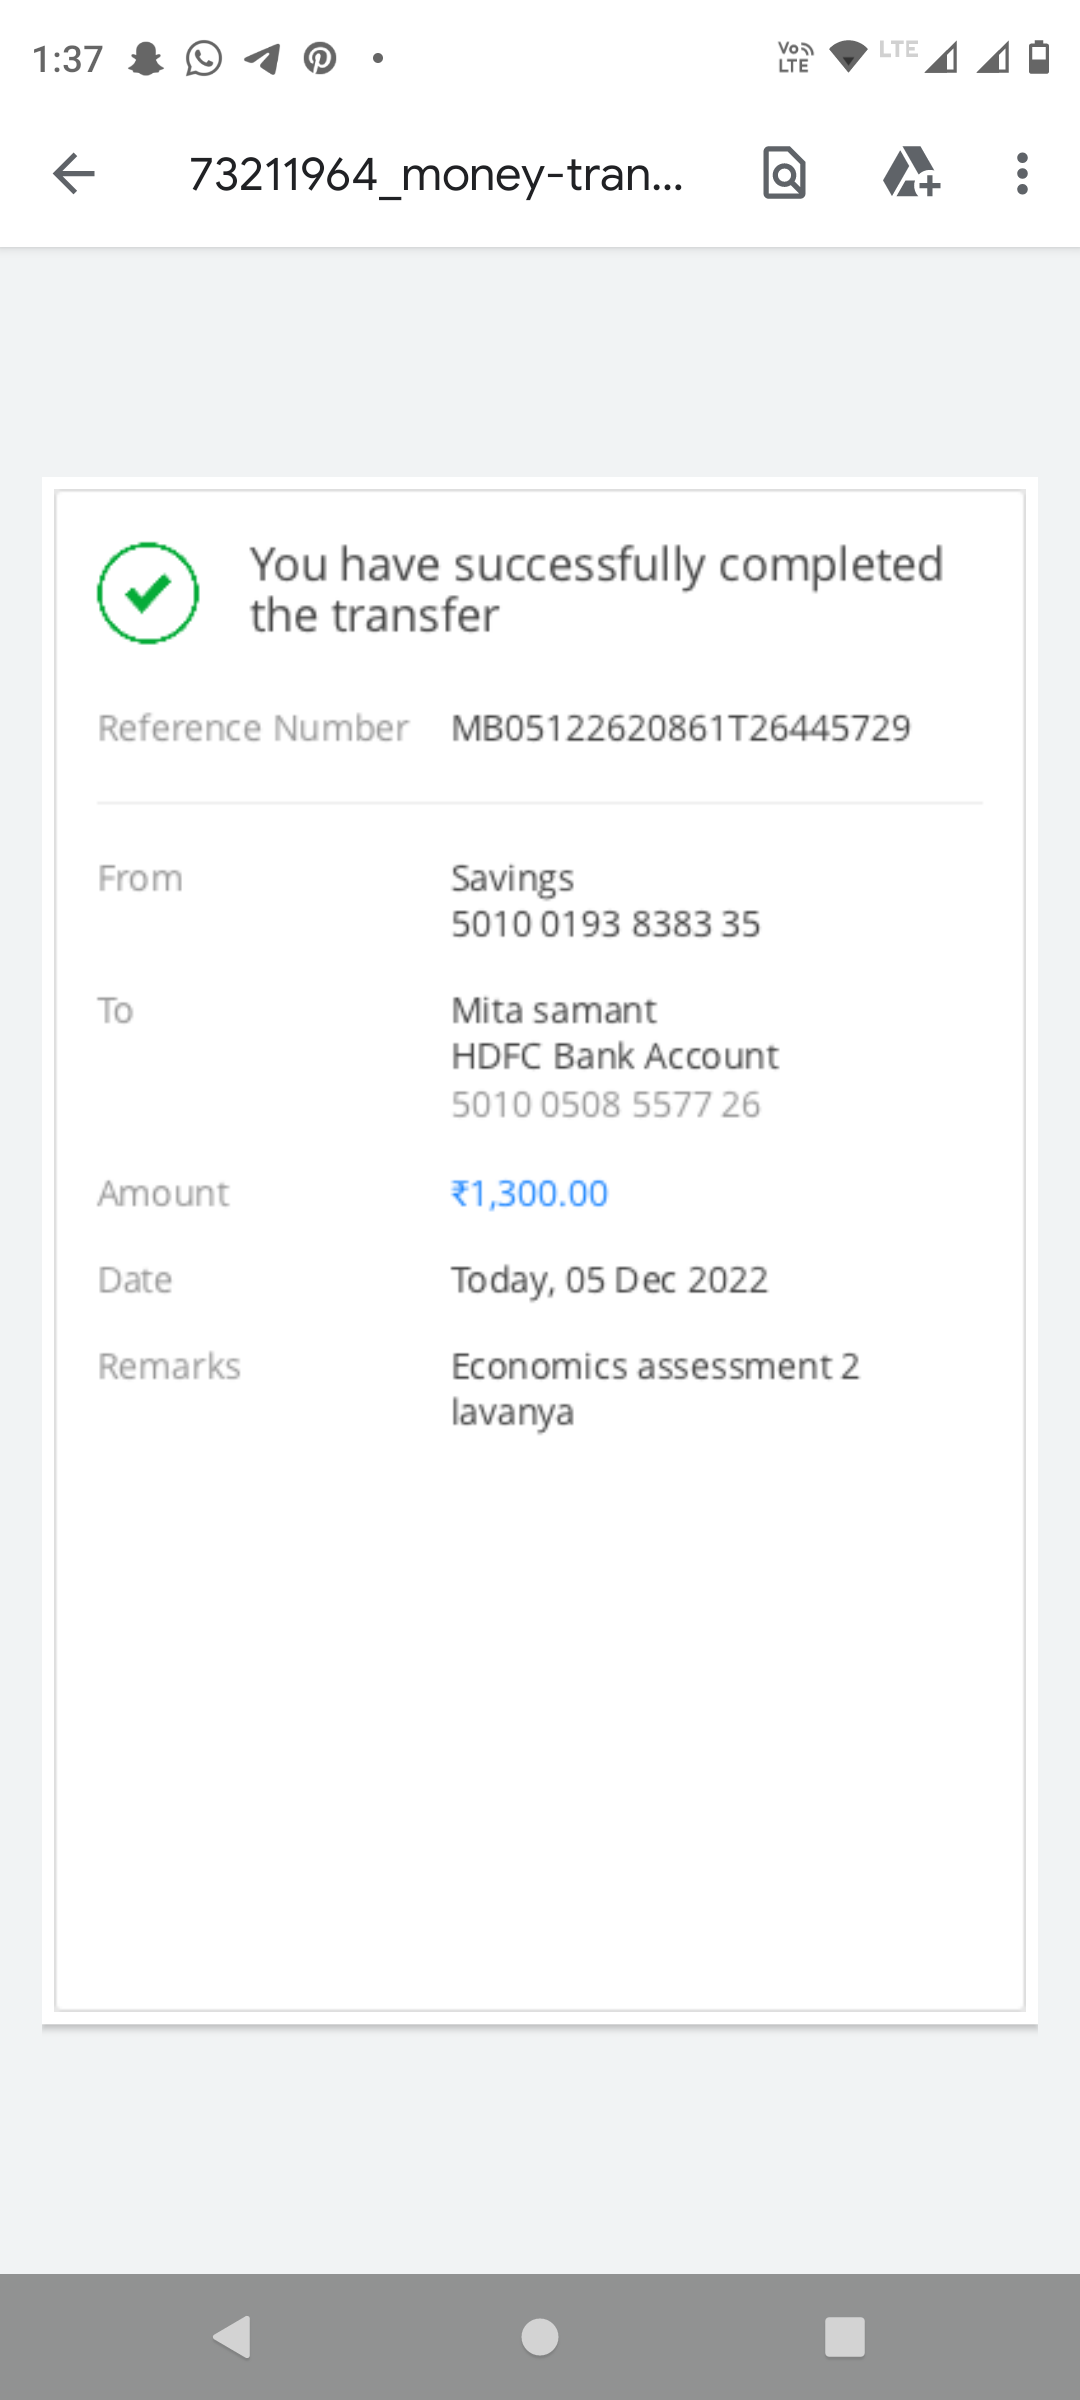 1:37 Vo LTE LTE
73211964_money-tran...
You have successfully completed
the transfer
Reference Number MB05122620861T26445729
From Savings
5010 0193 8383 35
To Mita samant
HDFC Bank Account
5010 0508 5577 26
Amount ₹1,300.00
Date Today, 05 Dec 2022
Remarks Economics assessment 2
lavanya